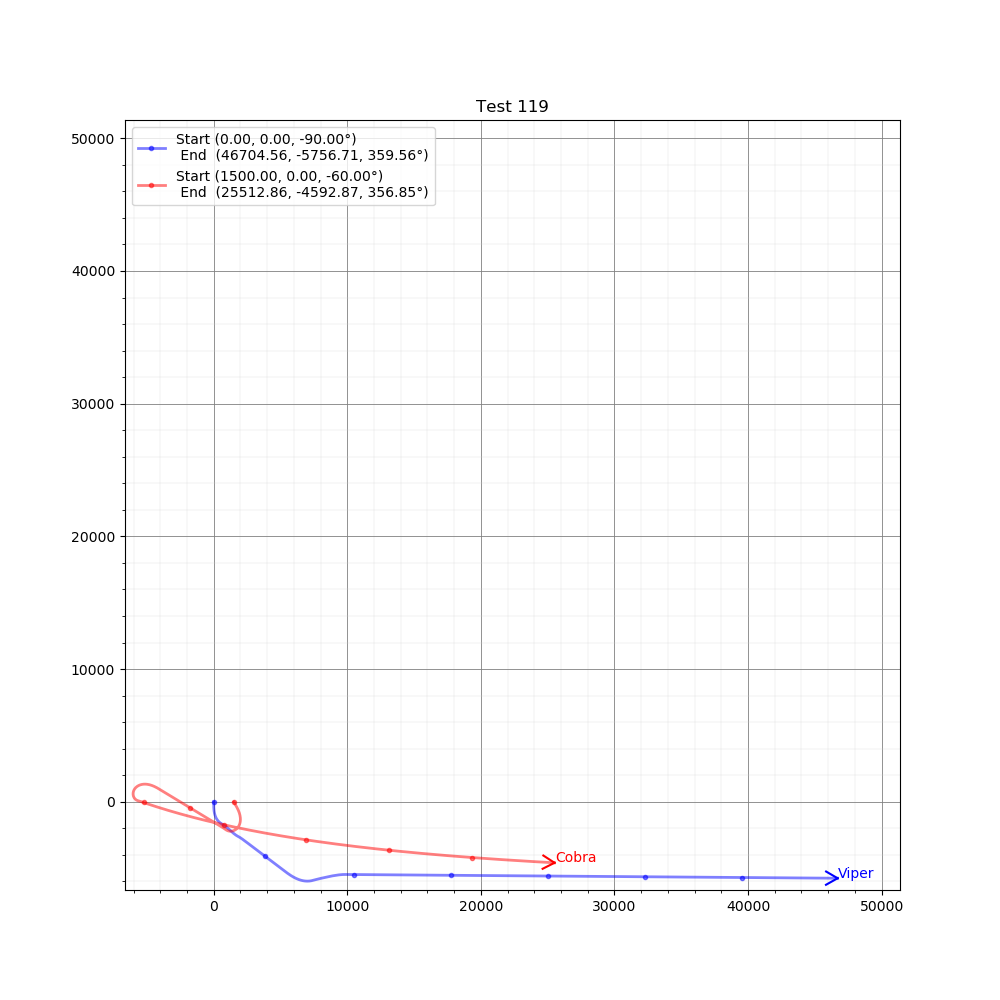 Test 119
Start (0.00, 0.00, -90.00°)
End (46704.56, -5756.71, 359.56°)
Start (1500.00, 0.00, -60.00°)
End (25512.86, -4592.87, 356.85°)
50000
40000
30000
20000
10000
0
Cobra
Viper
0
10000
20000
30000
40000
50000